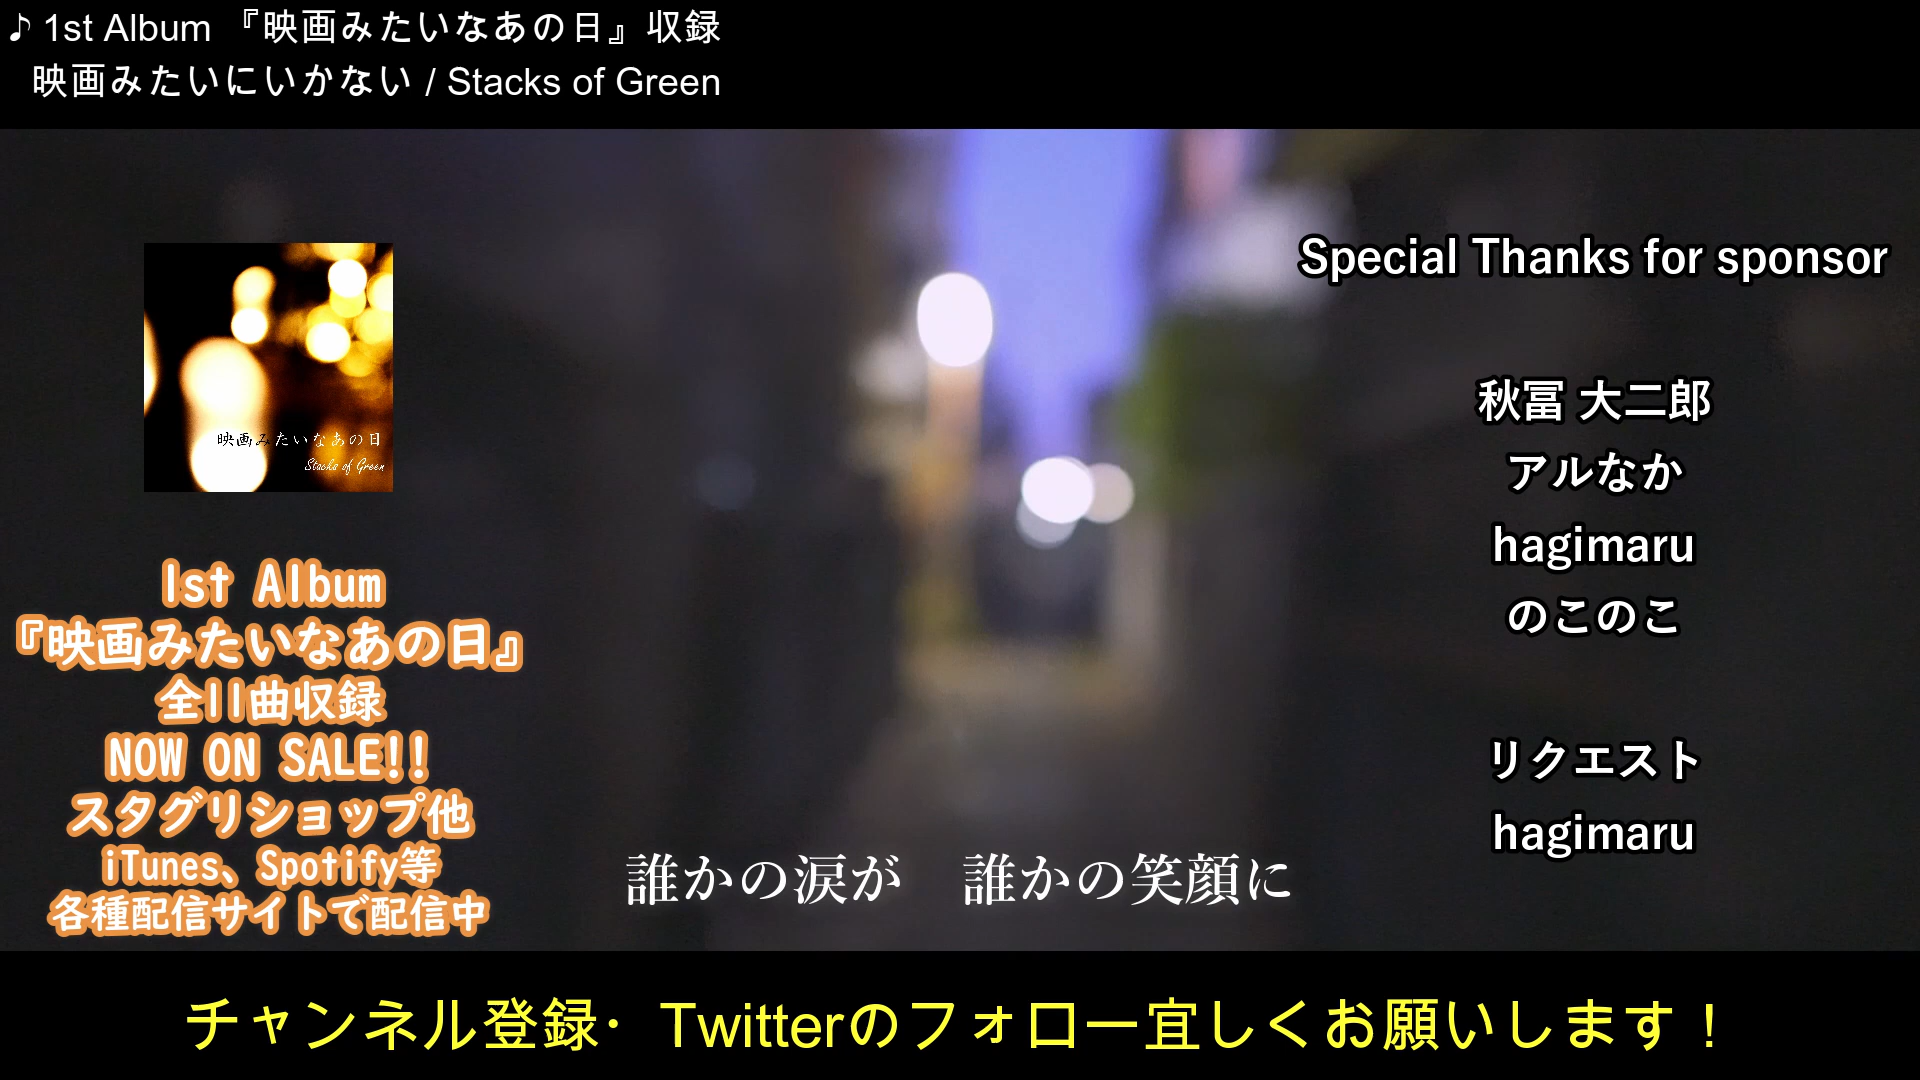 ♪ 1st Album 『映画みたいなあの日』収録
映画みたいにいかない / Stacks of Green
映画みたいなあの日
Stacks of Green
1st Album
『映画みたいなあの日』
全11曲収録
NOW ON SALE!!
スタグリショップ他
iTunes、Spotify等
各種配信サイトで配信中
Special Thanks for sponsor
秋冨 大二郎
アルなか
hagimaru
のこのこ
リクエスト
hagimaru
誰かの涙が　誰かの笑顔に
チャンネル登録・Twitterのフォロー宜しくお願いします！